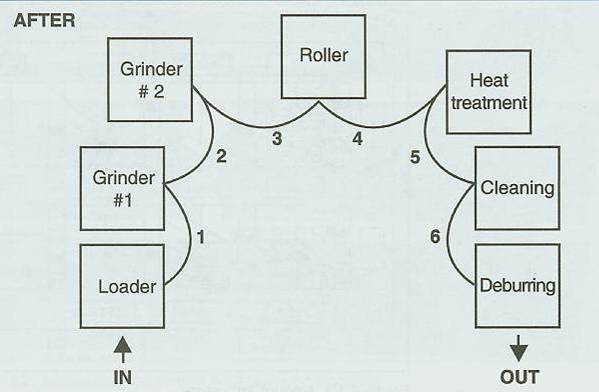 AFTER
Grinder
# 2
Roller
Heat
treatment
3
4
2
5
Grinder
#1
Cleaning
1
6
Loader
Deburring
IN
OUT